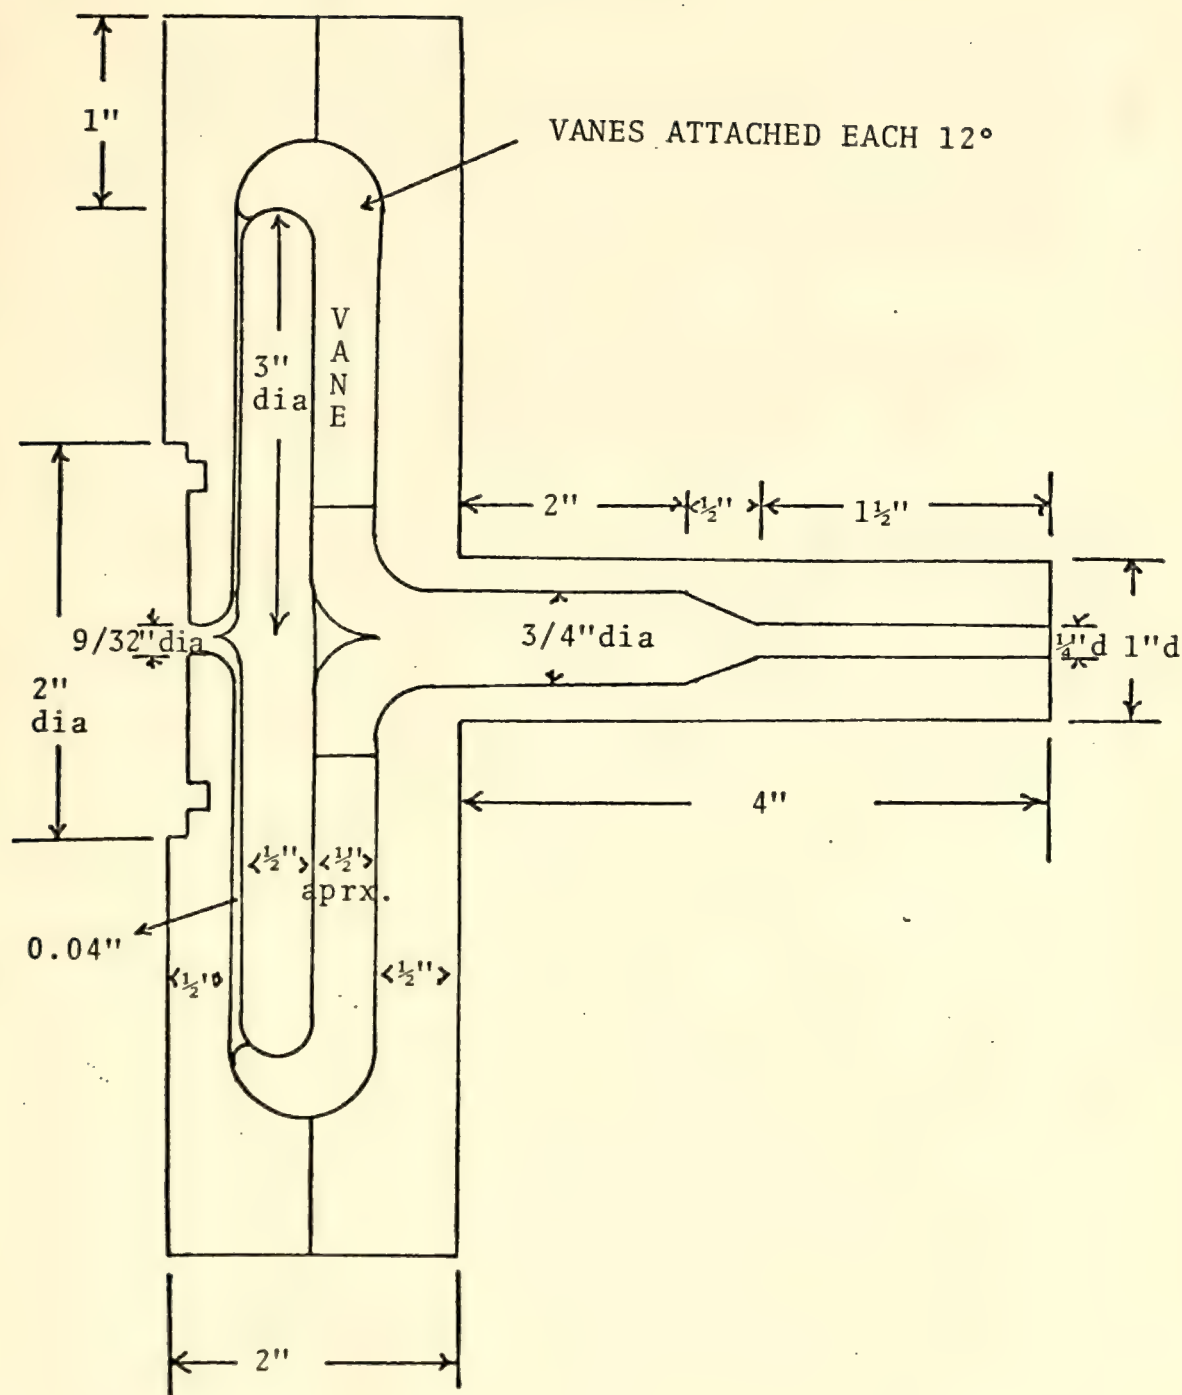 1"
VANES ATTACHED EACH 12°
VANE
3"
dia
2"
½"
1½"
9/32"dia
3/4"dia
¼"d
1"d
2"
dia
4"
½"
½"
aprx.
0.04"
½"
½"
2"